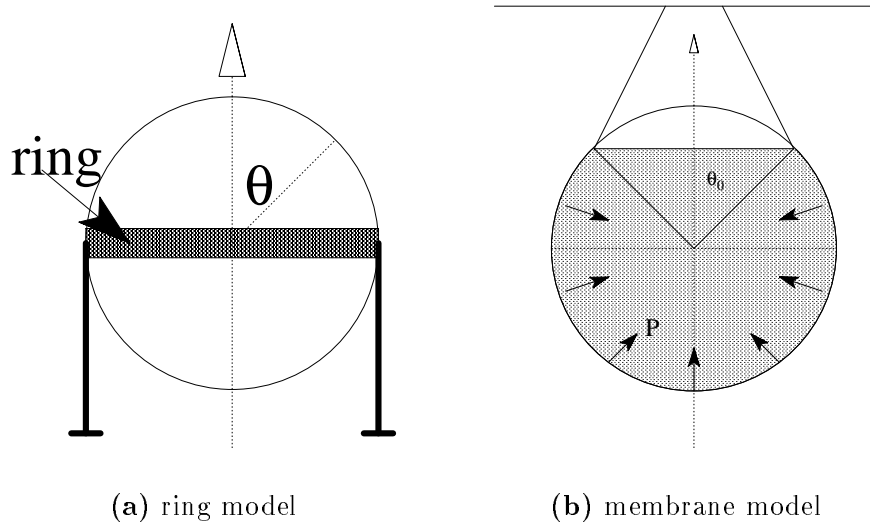 ring
θ
θ₀
P
(a) ring model
(b) membrane model